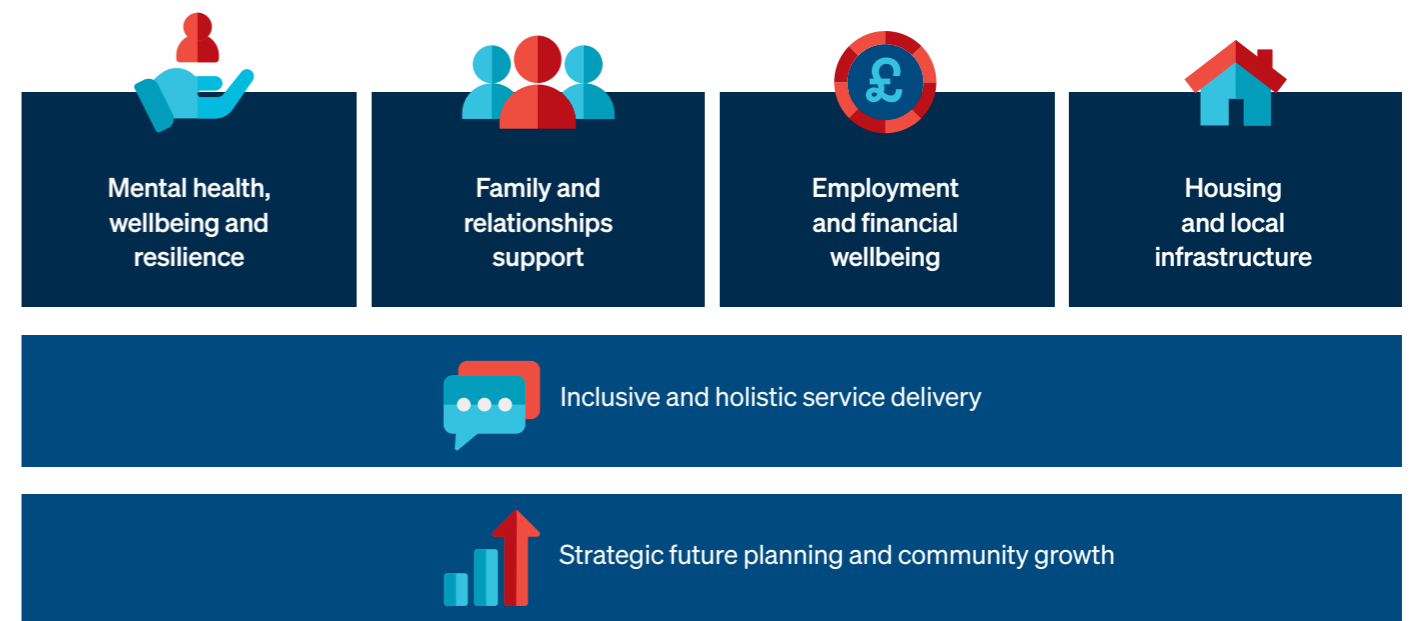 Mental health,
wellbeing and
resilience
Family and
relationships
support
£
Employment
and financial
wellbeing
Housing
and local
infrastructure
Inclusive and holistic service delivery
Strategic future planning and community growth